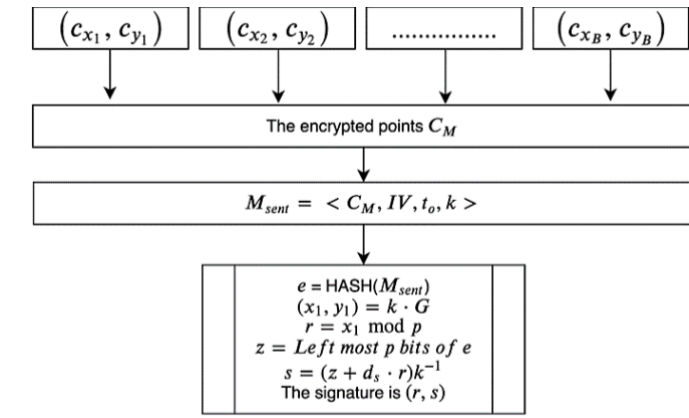 (c_{x_1}, c_{y_1}) (c_{x_2}, c_{y_2}) ................ (c_{x_B}, c_{y_B})
The encrypted points C_M
M_{sent} = < C_M, IV, t_o, k >
e = HASH(M_{sent})
(x_1, y_1) = k · G
r = x_1 mod p
z = Left most p bits of e
s = (z + d_s · r)k^{-1}
The signature is (r, s)